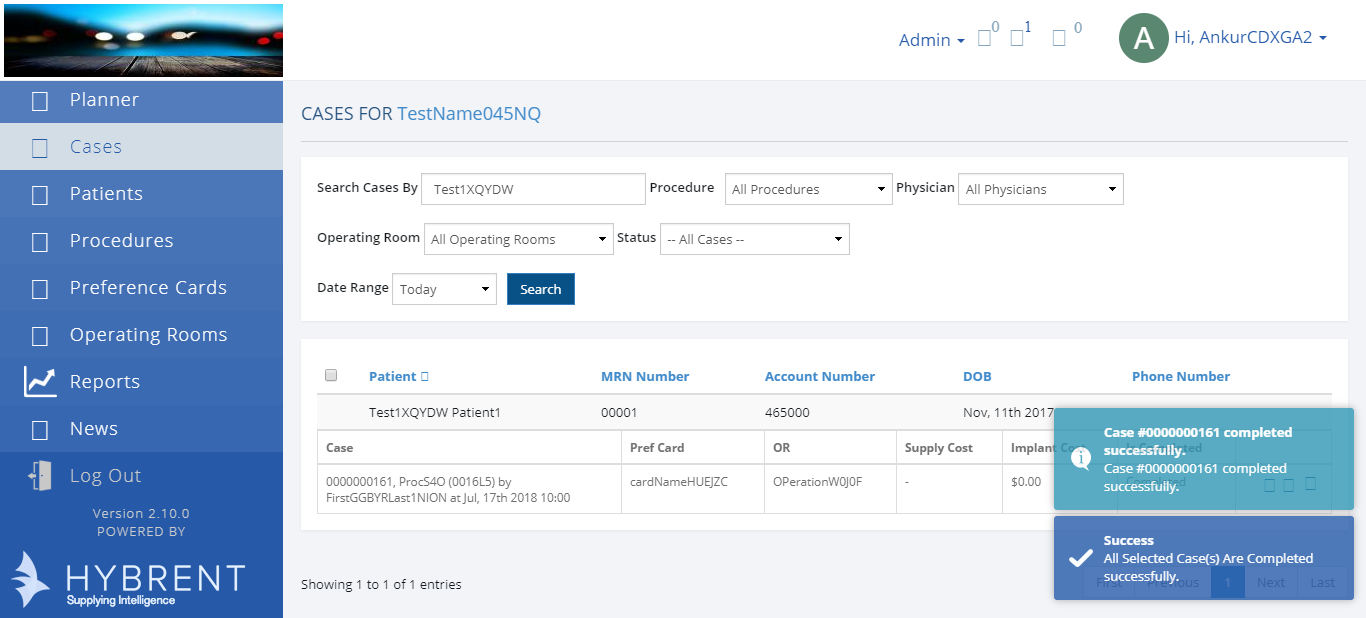 Admin 0 1 0 A Hi, AnkurCDXGA2
Planner
Cases
Patients
Procedures
Preference Cards
Operating Rooms
Reports
News
Log Out
Version 2.10.0
POWERED BY
HYBRENT
Supplying Intelligence
CASES FOR TestName045NQ
Search Cases By Test1XQYDW Procedure All Procedures Physician All Physicians
Operating Room All Operating Rooms Status -- All Cases --
Date Range Today Search
Patient MRN Number Account Number DOB Phone Number
Test1XQYDW Patient1 00001 465000 Nov, 11th 2017
Case Pref Card OR Supply Cost Implant Cost Is Completed
0000000161, ProcS4O (0016L5) by cardNameHUEJZC OPerationW0J0F - $0.00 Completed
FirstGGBYRLast1NION at Jul, 17th 2018 10:00
Case #0000000161 completed
successfully.
Case #0000000161 completed
successfully.
Success
All Selected Case(s) Are Completed
successfully.
Showing 1 to 1 of 1 entries
First Previous 1 Next Last